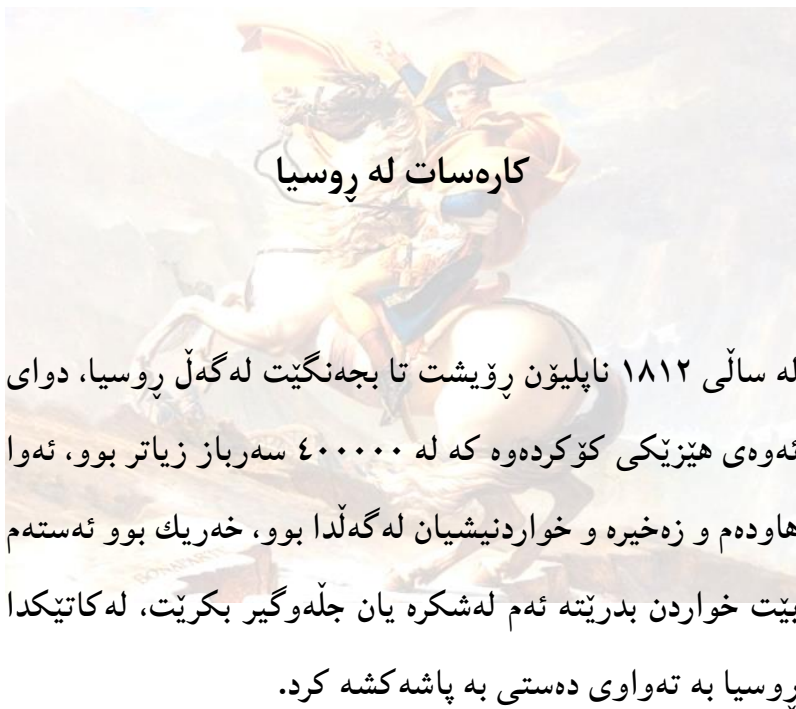 کارەسات لە ڕوسیا
لە ساڵی ١٨١٢ ناپلیۆن ڕۆیشت تا بجەنگێت لەگەڵ ڕوسیا، دوای
ئەوەی هێزێکی کۆکردەوە کە لە ٤٠٠٠٠٠ سەرباز زیاتر بوو، ئەوا
هاودەم و زەخیرە و خواردنیشیان لەگەڵدا بوو، خەریك بوو ئەستەم
بێت خواردن بدرێتە ئەم لەشکرە یان جڵەوگیر بکرێت، لەکاتێکدا
ڕوسیا بە تەواوی دەستی بە پاشەکشە کرد.